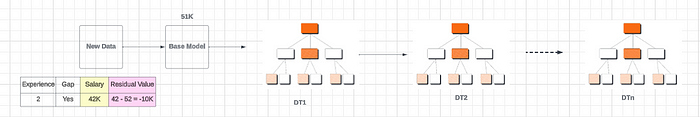 51K
New Data
Base Model
Experience Gap Salary Residual Value
2 Yes 42K 42 - 52 = -10K
DT1
DT2
DTn